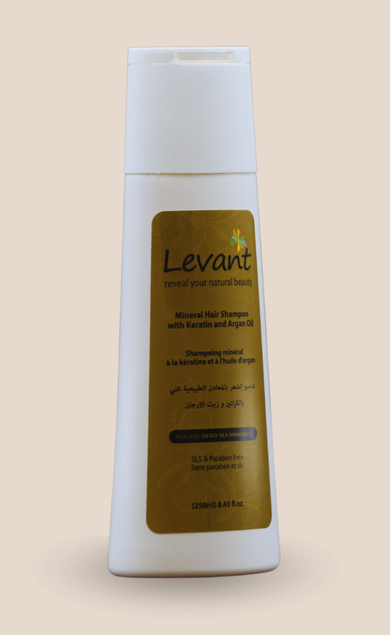 Levant
reveal your natural beauty
Mineral Hair Shampoo
with Keratin and Argan Oil
Shampoing minéral
à la kératine et à l'huile d'argan
شامبو الشعر بالمعادن الطبيعية غني
بالكراتين و زيت الارجان
DEAD SEA MINERALS
SLS & Paraben Free
Sans paraben et sls
(250ml) 8.45 fl.oz